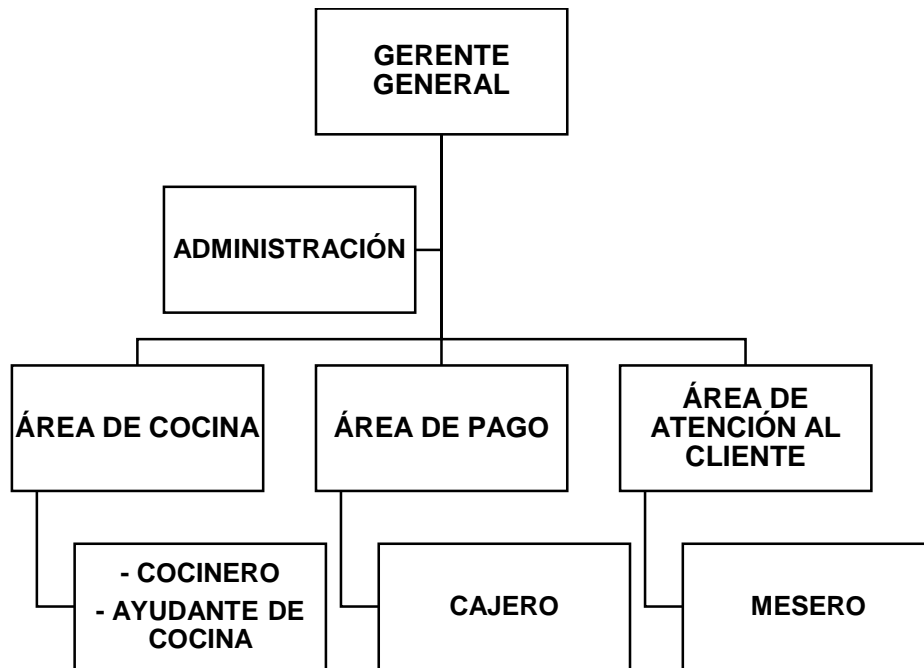 GERENTE
GENERAL
ADMINISTRACIÓN
ÁREA DE COCINA
ÁREA DE PAGO
ÁREA DE
ATENCIÓN AL
CLIENTE
- COCINERO
- AYUDANTE DE
COCINA
CAJERO
MESERO